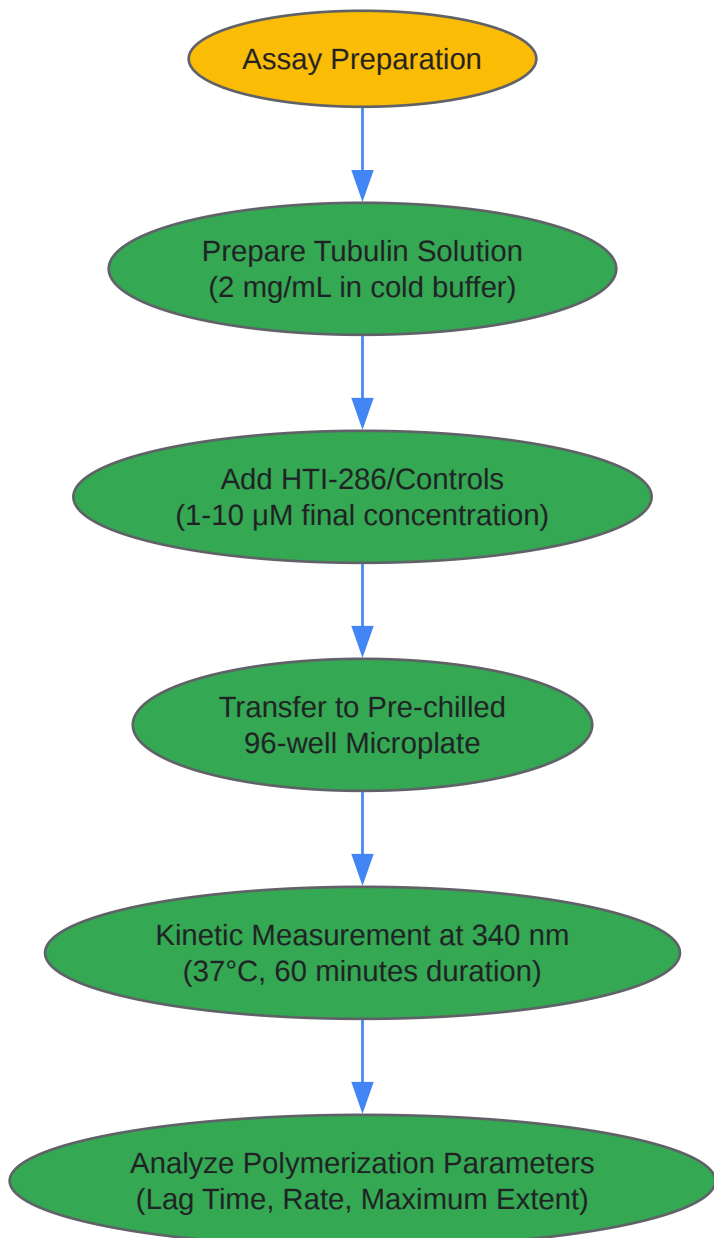 Assay Preparation
Prepare Tubulin Solution
(2 mg/mL in cold buffer)
Add HTI-286/Controls
(1-10 μM final concentration)
Transfer to Pre-chilled
96-well Microplate
Kinetic Measurement at 340 nm
(37°C, 60 minutes duration)
Analyze Polymerization Parameters
(Lag Time, Rate, Maximum Extent)